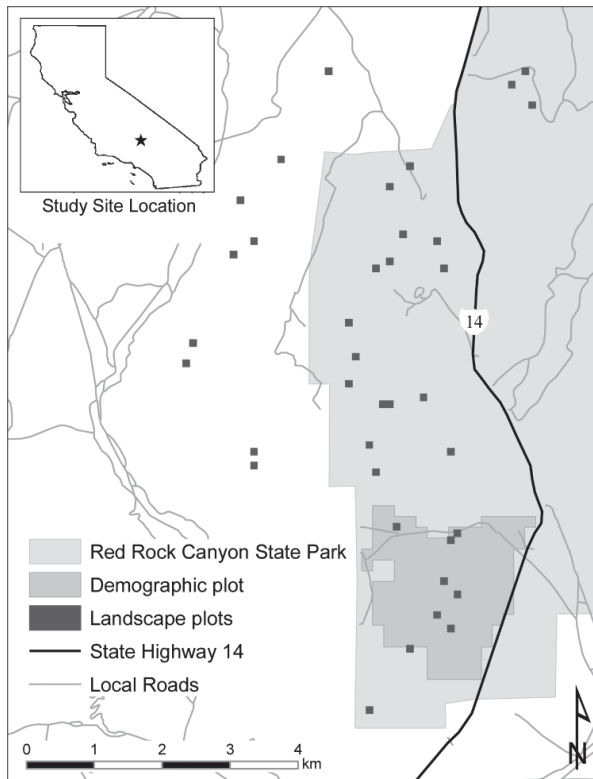 Study Site Location
14
Red Rock Canyon State Park
Demographic plot
Landscape plots
State Highway 14
Local Roads
0 1 2 3 4
km
N